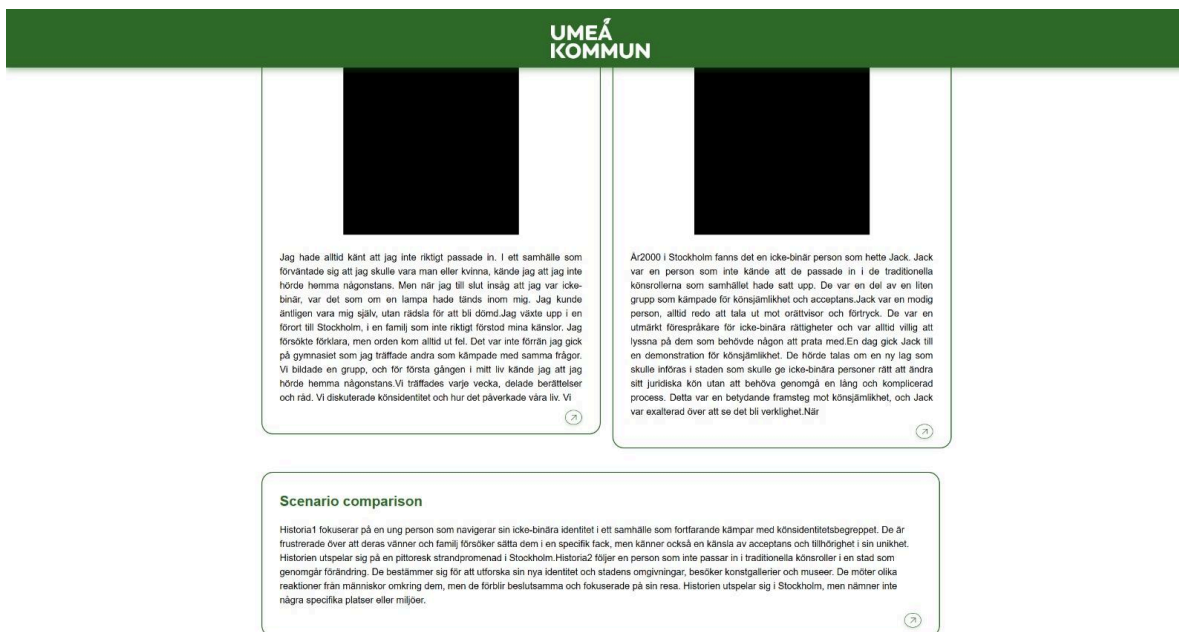 UMEÅ
KOMMUN
Jag hade alltid känt att jag inte riktigt passade in. I ett samhälle som
förväntade sig att jag skulle vara man eller kvinna, kände jag att jag inte
hörde hemma någonstans. Men när jag till slut insåg att jag var icke-
binär, var det som om en lampa hade tänds inom mig. Jag kunde
äntligen vara mig själv, utan rädsla för att bli dömd.Jag växte upp i en
förort till Stockholm, i en familj som inte riktigt förstod mina känslor. Jag
försökte förklara, men orden kom alltid ut fel. Det var inte förrän jag gick
på gymnasiet som jag träffade andra som kämpade med samma frågor.
Vi bildade en grupp, och för första gången i mitt liv kände jag att jag
hörde hemma någonstans.Vi träffades varje vecka, delade berättelser
och råd. Vi diskuterade könsidentitet och hur det påverkade våra liv. Vi
År2000 i Stockholm fanns det en icke-binär person som hette Jack. Jack
var en person som inte kände att de passade in i de traditionella
könsrollerna som samhället hade satt upp. De var en del av en liten
grupp som kämpade för könsjämlikhet och acceptans.Jack var en modig
person, alltid redo att tala ut mot orättvisor och förtryck. De var en
utmärkt förespråkare för icke-binära rättigheter och var alltid villig att
lyssna på dem som behövde någon att prata med.En dag gick Jack till
en demonstration för könsjämlikhet. De hörde talas om en ny lag som
skulle införas i staden som skulle ge icke-binära personer rätt att ändra
sitt juridiska kön utan att behöva genomgå en lång och komplicerad
process. Detta var en betydande framsteg mot könsjämlikhet, och Jack
var exalterad över att se det bli verklighet.När
Scenario comparison
Historia1 fokuserar på en ung person som navigerar sin icke-binära identitet i ett samhälle som fortfarande kämpar med könsidentitetsbegreppet. De är
frustrerade över att deras vänner och familj försöker sätta dem i en specifik fack, men känner också en känsla av acceptans och tillhörighet i sin unikhet.
Historien utspelar sig på en pittoresk strandpromenad i Stockholm.Historia2 följer en person som inte passar in i traditionella könsroller i en stad som
genomgår förändring. De bestämmer sig för att utforska sin nya identitet och stadens omgivningar, besöker konstgallerier och museer. De möter olika
reaktioner från människor omkring dem, men de förblir beslutsamma och fokuserade på sin resa. Historien utspelar sig i Stockholm, men nämner inte
några specifika platser eller miljöer.